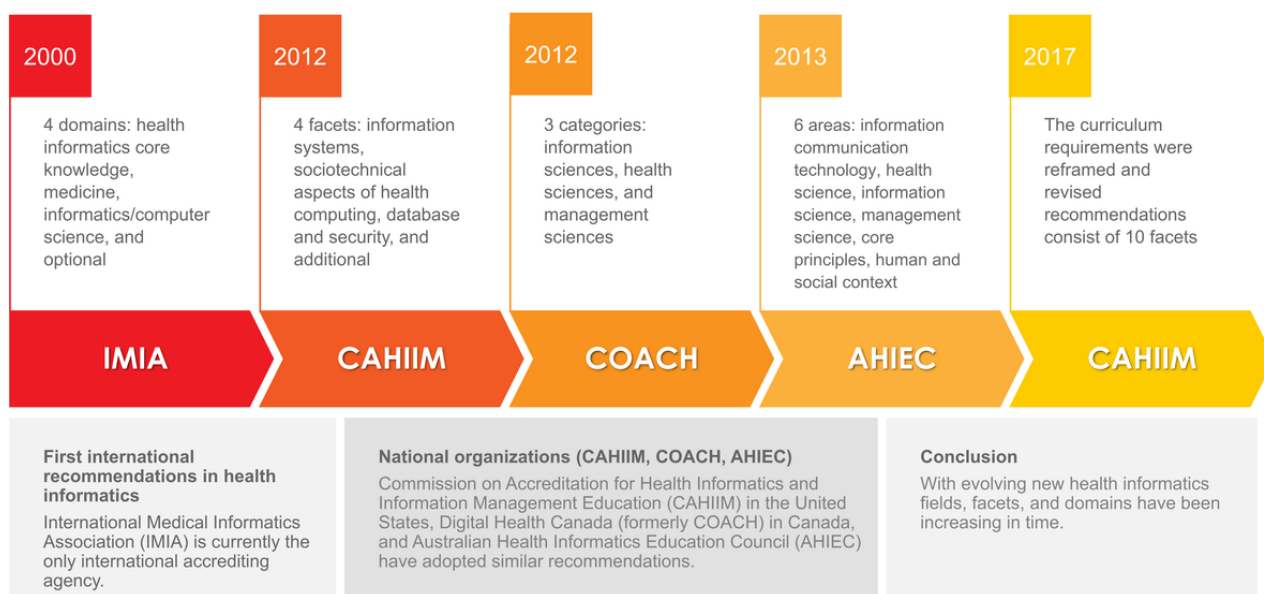 2000
4 domains: health
informatics core
knowledge,
medicine,
informatics/computer
science, and
optional
IMIA
2012
4 facets: information
systems,
sociotechnical
aspects of health
computing, database
and security, and
additional
CAHIIM
2012
3 categories:
information
sciences, health
sciences, and
management
sciences
COACH
2013
6 areas: information
communication
technology, health
science, information
science, management
science, core
principles, human and
social context
AHIEC
2017
The curriculum
requirements were
reframed and
revised
recommendations
consist of 10 facets
CAHIIM
First international
recommendations in health
informatics
International Medical Informatics
Association (IMIA) is currently the
only international accrediting
agency.
National organizations (CAHIIM, COACH, AHIEC)
Commission on Accreditation for Health Informatics and
Information Management Education (CAHIIM) in the United
States, Digital Health Canada (formerly COACH) in Canada,
and Australian Health Informatics Education Council (AHIEC)
have adopted similar recommendations.
Conclusion
With evolving new health informatics
fields, facets, and domains have been
increasing in time.